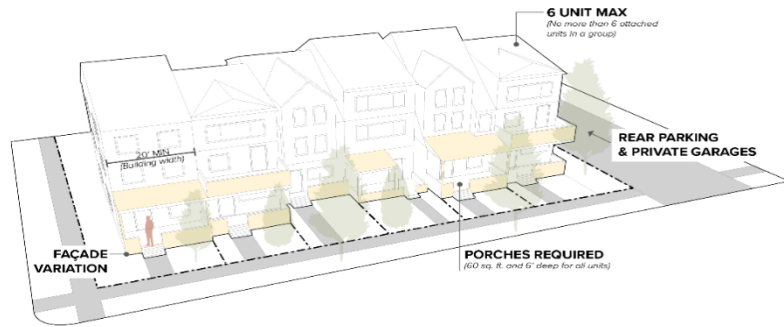 6 UNIT MAX
(No more than 6 attached
units in a group)
20' MIN
(Building width)
REAR PARKING
& PRIVATE GARAGES
FAÇADE
VARIATION
PORCHES REQUIRED
(60 sq. ft. and 6' deep for all units)